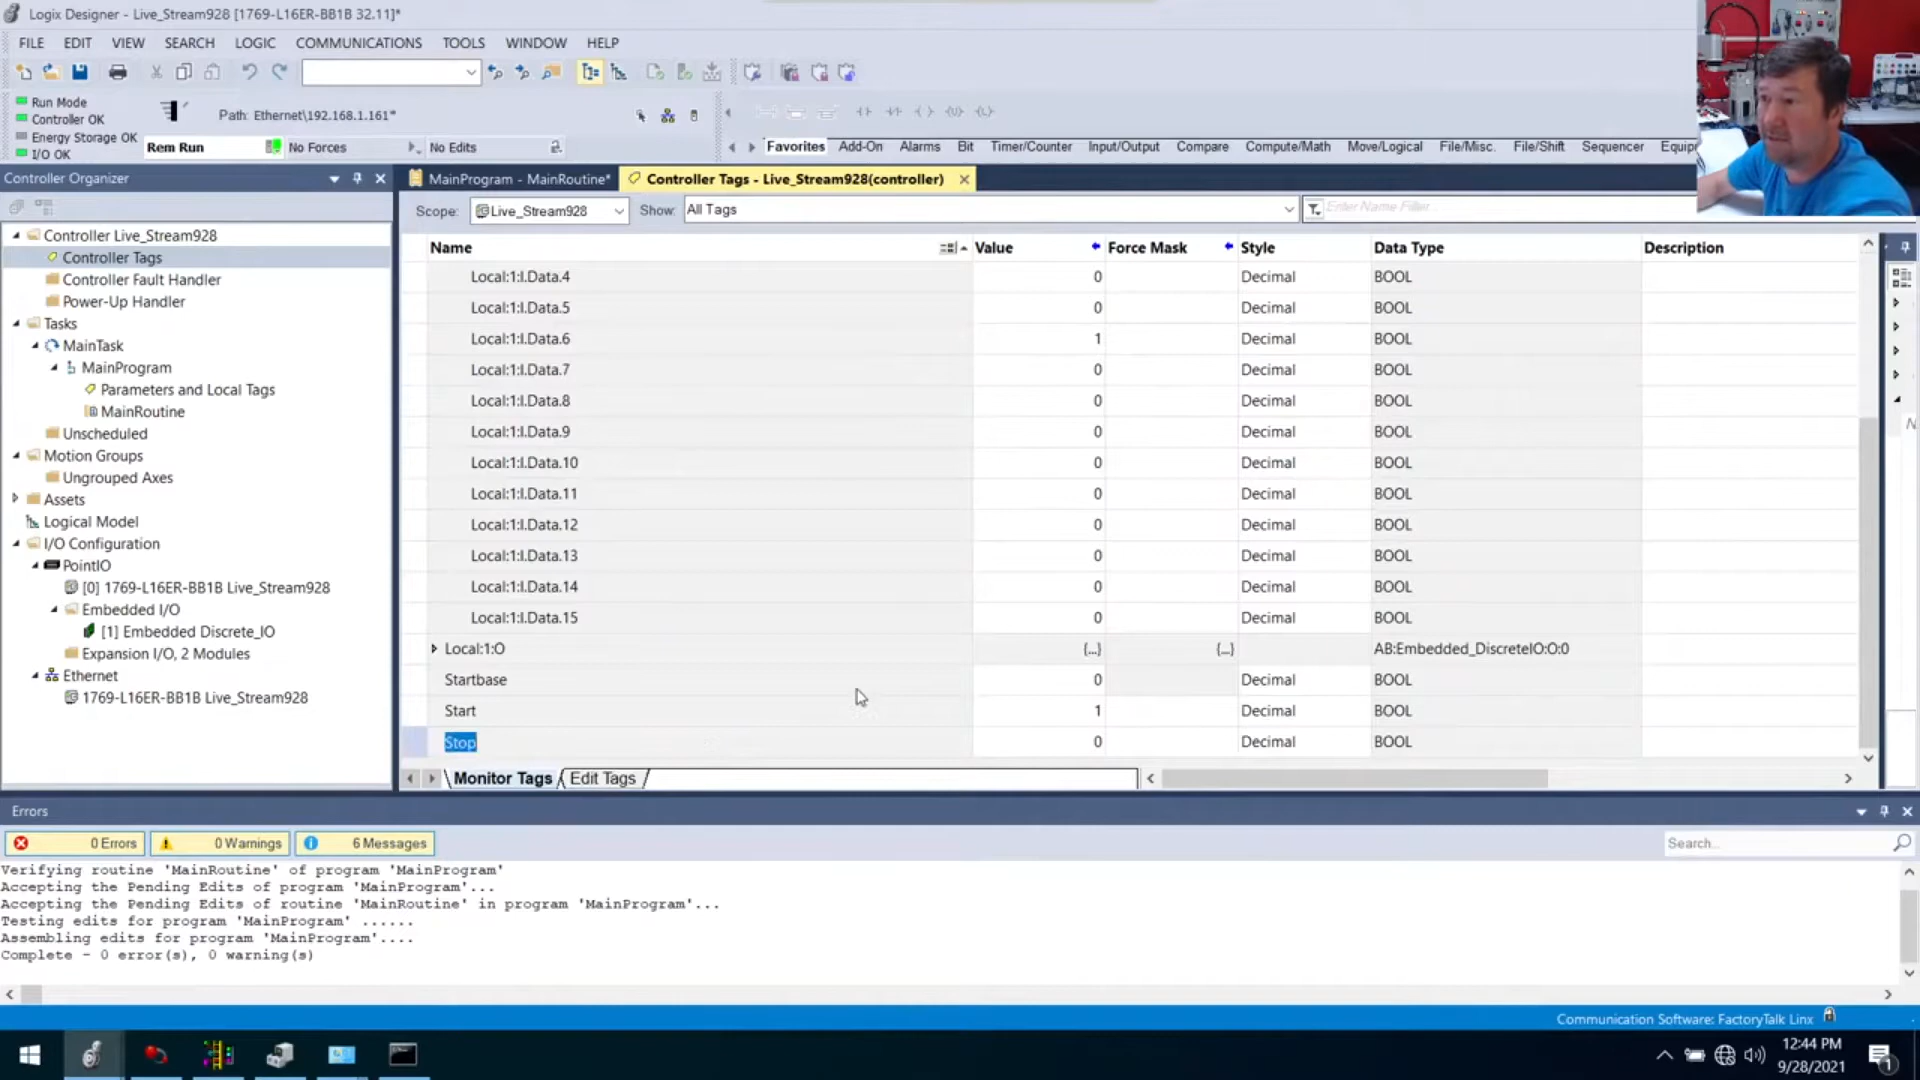 Logix Designer - Live_Stream928 [1769-L16ER-BB1B 32.11]*
FILE EDIT VIEW SEARCH LOGIC COMMUNICATIONS TOOLS WINDOW HELP
Run Mode
Controller OK
Energy Storage OK
I/O OK
Path: Ethernet\192.168.1.161*
Rem Run No Forces No Edits
Favorites Add-On Alarms Bit Timer/Counter Input/Output Compare Compute/Math Move/Logical File/Misc. File/Shift Sequencer Equip
Controller Organizer
MainProgram - MainRoutine* Controller Tags - Live_Stream928(controller)
Scope: Live_Stream928 Show: All Tags Enter Name Filter...
Controller Live_Stream928
Controller Tags
Controller Fault Handler
Power-Up Handler
Tasks
MainTask
MainProgram
Parameters and Local Tags
MainRoutine
Unscheduled
Motion Groups
Ungrouped Axes
Assets
Logical Model
I/O Configuration
PointIO
[0] 1769-L16ER-BB1B Live_Stream928
Embedded I/O
[1] Embedded Discrete_IO
Expansion I/O, 2 Modules
Ethernet
1769-L16ER-BB1B Live_Stream928
Name Value Force Mask Style Data Type Description
Local:1:I.Data.4 0 Decimal BOOL
Local:1:I.Data.5 0 Decimal BOOL
Local:1:I.Data.6 1 Decimal BOOL
Local:1:I.Data.7 0 Decimal BOOL
Local:1:I.Data.8 0 Decimal BOOL
Local:1:I.Data.9 0 Decimal BOOL
Local:1:I.Data.10 0 Decimal BOOL
Local:1:I.Data.11 0 Decimal BOOL
Local:1:I.Data.12 0 Decimal BOOL
Local:1:I.Data.13 0 Decimal BOOL
Local:1:I.Data.14 0 Decimal BOOL
Local:1:I.Data.15 0 Decimal BOOL
Local:1:O {...} {...} AB:Embedded_DiscreteIO:O:0
Startbase 0 Decimal BOOL
Start 1 Decimal BOOL
Stop 0 Decimal BOOL
Monitor Tags Edit Tags
Errors
0 Errors 0 Warnings 6 Messages Search...
Verifying routine 'MainRoutine' of program 'MainProgram'
Accepting the Pending Edits of program 'MainProgram'...
Accepting the Pending Edits of routine 'MainRoutine' in program 'MainProgram'...
Testing edits for program 'MainProgram' ......
Assembling edits for program 'MainProgram'....
Complete - 0 error(s), 0 warning(s)
Communication Software: FactoryTalk Linx
12:44 PM
9/28/2021
1